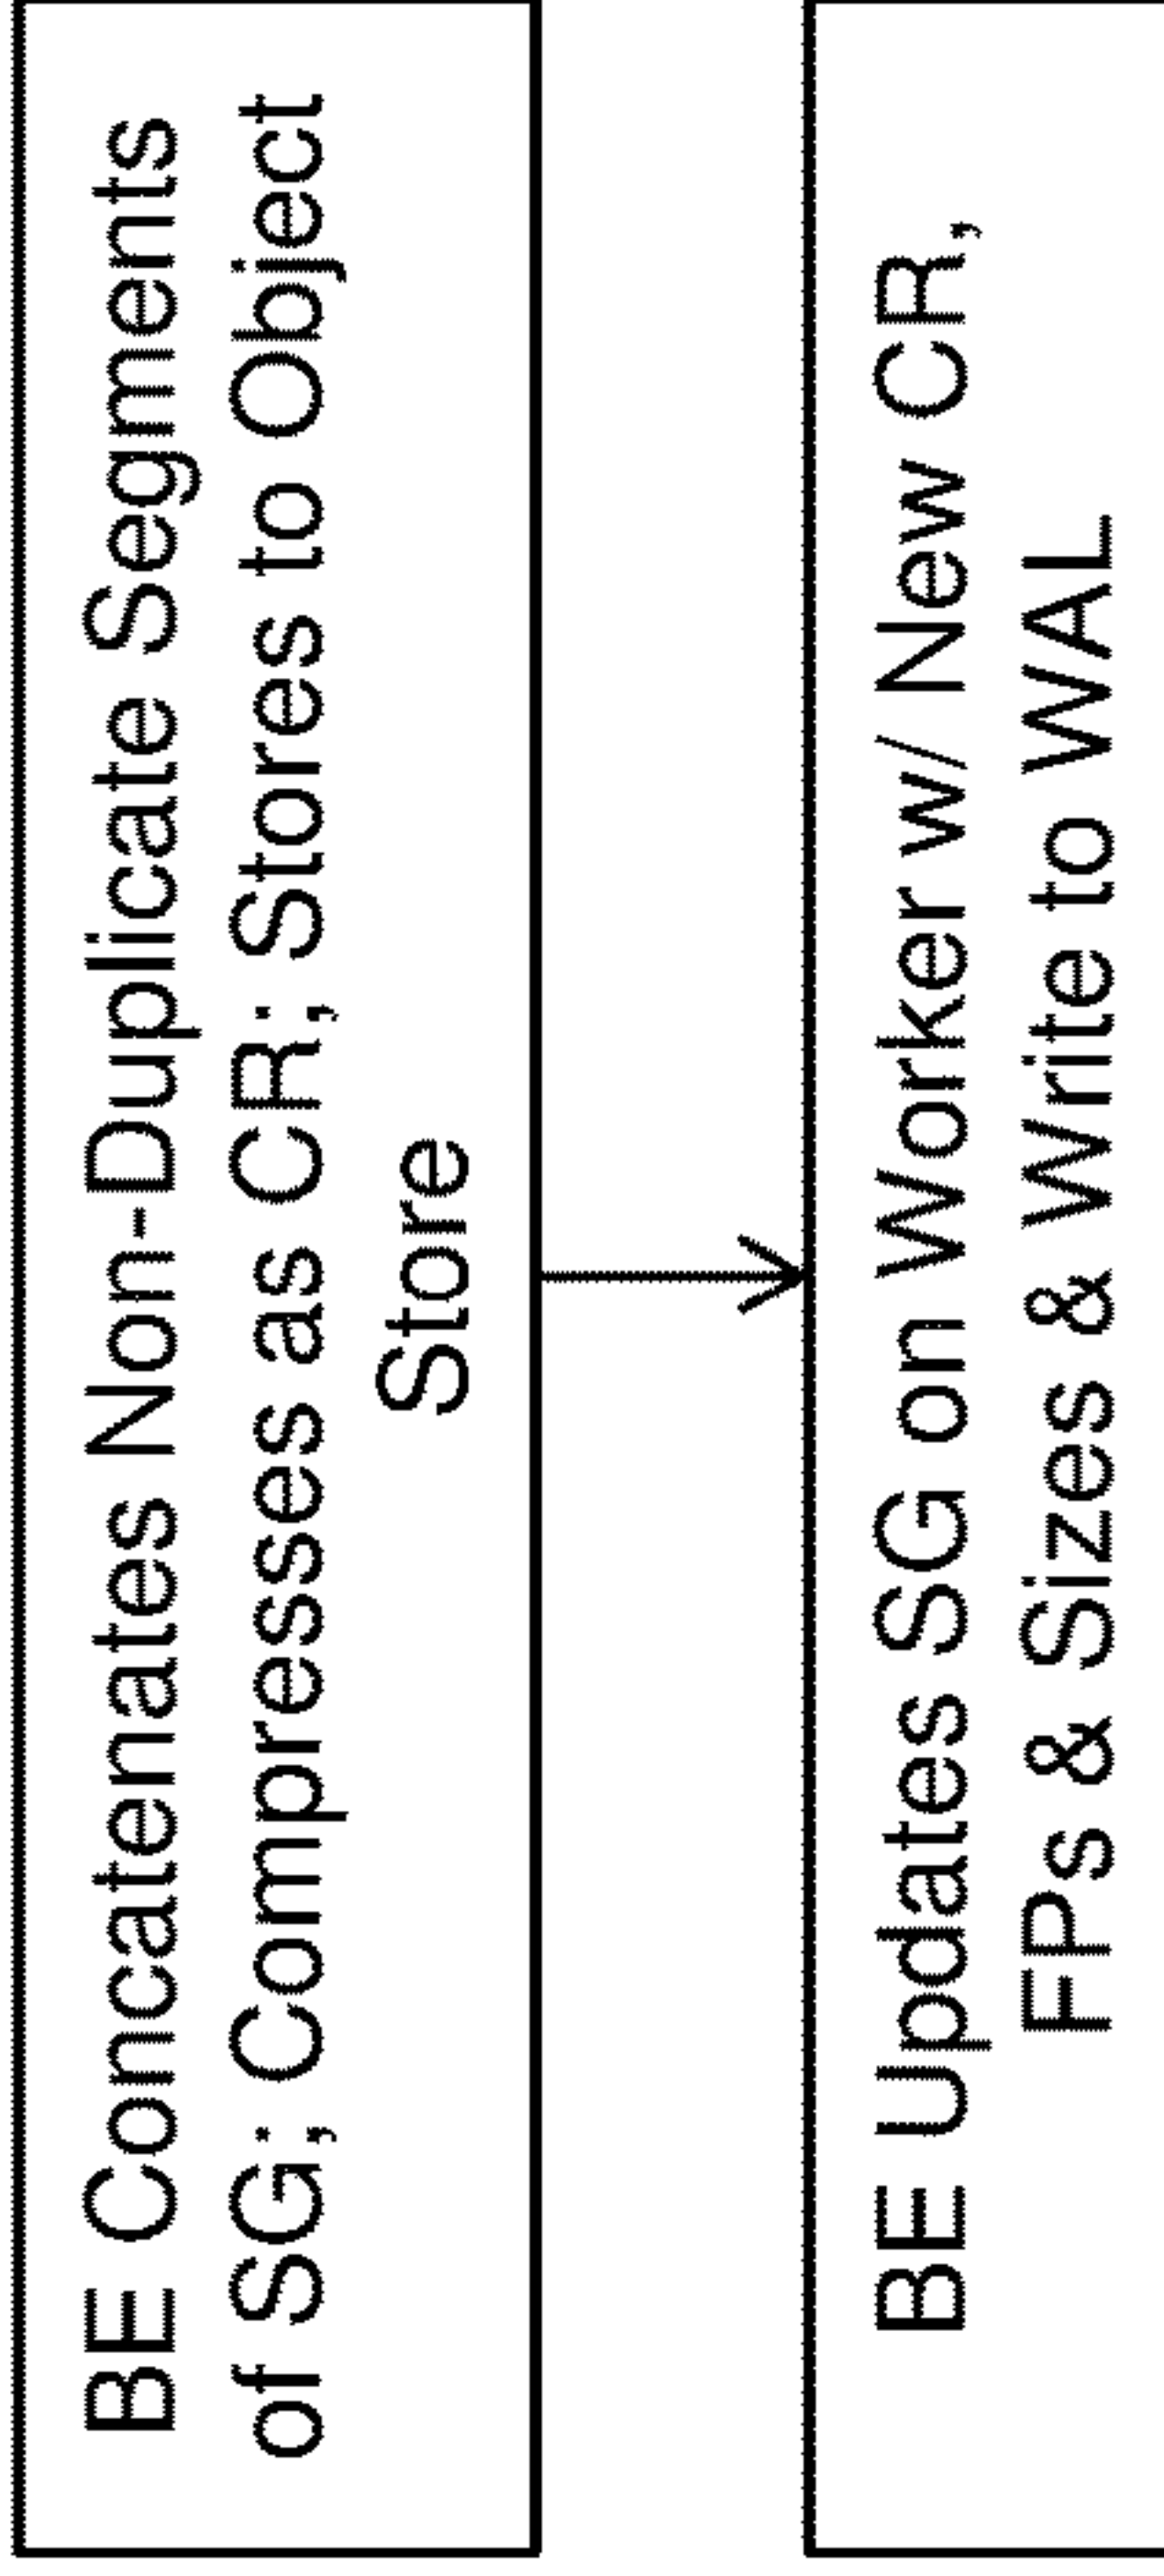 BE Concatenates Non-Duplicate Segments
of SG; Compresses as CR; Stores to Object
Store
BE Updates SG on Worker w/ New CR,
FPs & Sizes & Write to WAL